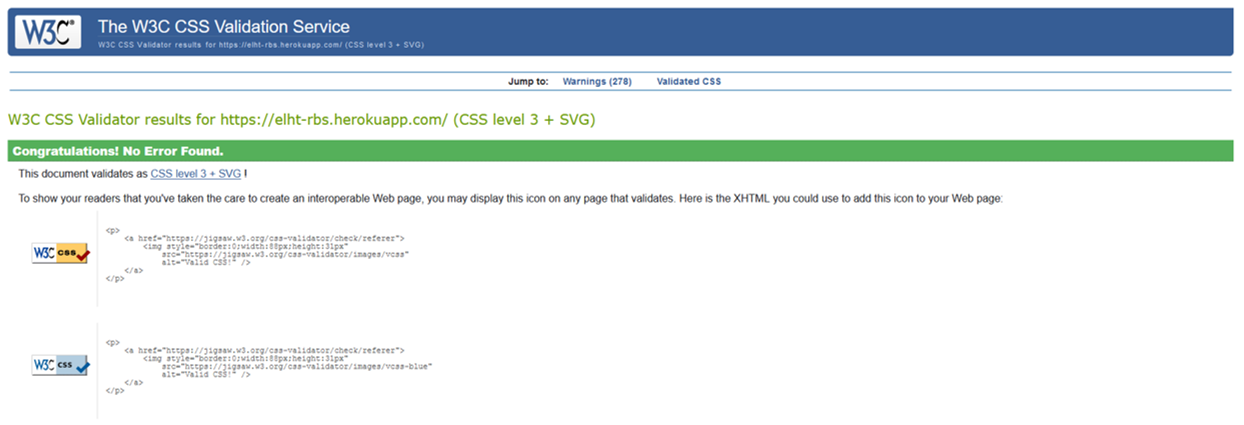 W3C® The W3C CSS Validation Service
W3C CSS Validator results for https://elht-rbs.herokuapp.com/ (CSS level 3 + SVG)
Jump to: Warnings (278) Validated CSS
W3C CSS Validator results for https://elht-rbs.herokuapp.com/ (CSS level 3 + SVG)
Congratulations! No Error Found.
This document validates as CSS level 3 + SVG !
To show your readers that you've taken the care to create an interoperable Web page, you may display this icon on any page that validates. Here is the XHTML you could use to add this icon to your Web page:
W3C css
<p>
<a href="https://jigsaw.w3.org/css-validator/check/referer">
<img style="border:0;width:88px;height:31px"
src="https://jigsaw.w3.org/css-validator/images/vcss"
alt="Valid CSS!" />
</a>
</p>
W3C css
<p>
<a href="https://jigsaw.w3.org/css-validator/check/referer">
<img style="border:0;width:88px;height:31px"
src="https://jigsaw.w3.org/css-validator/images/vcss-blue"
alt="Valid CSS!" />
</a>
</p>